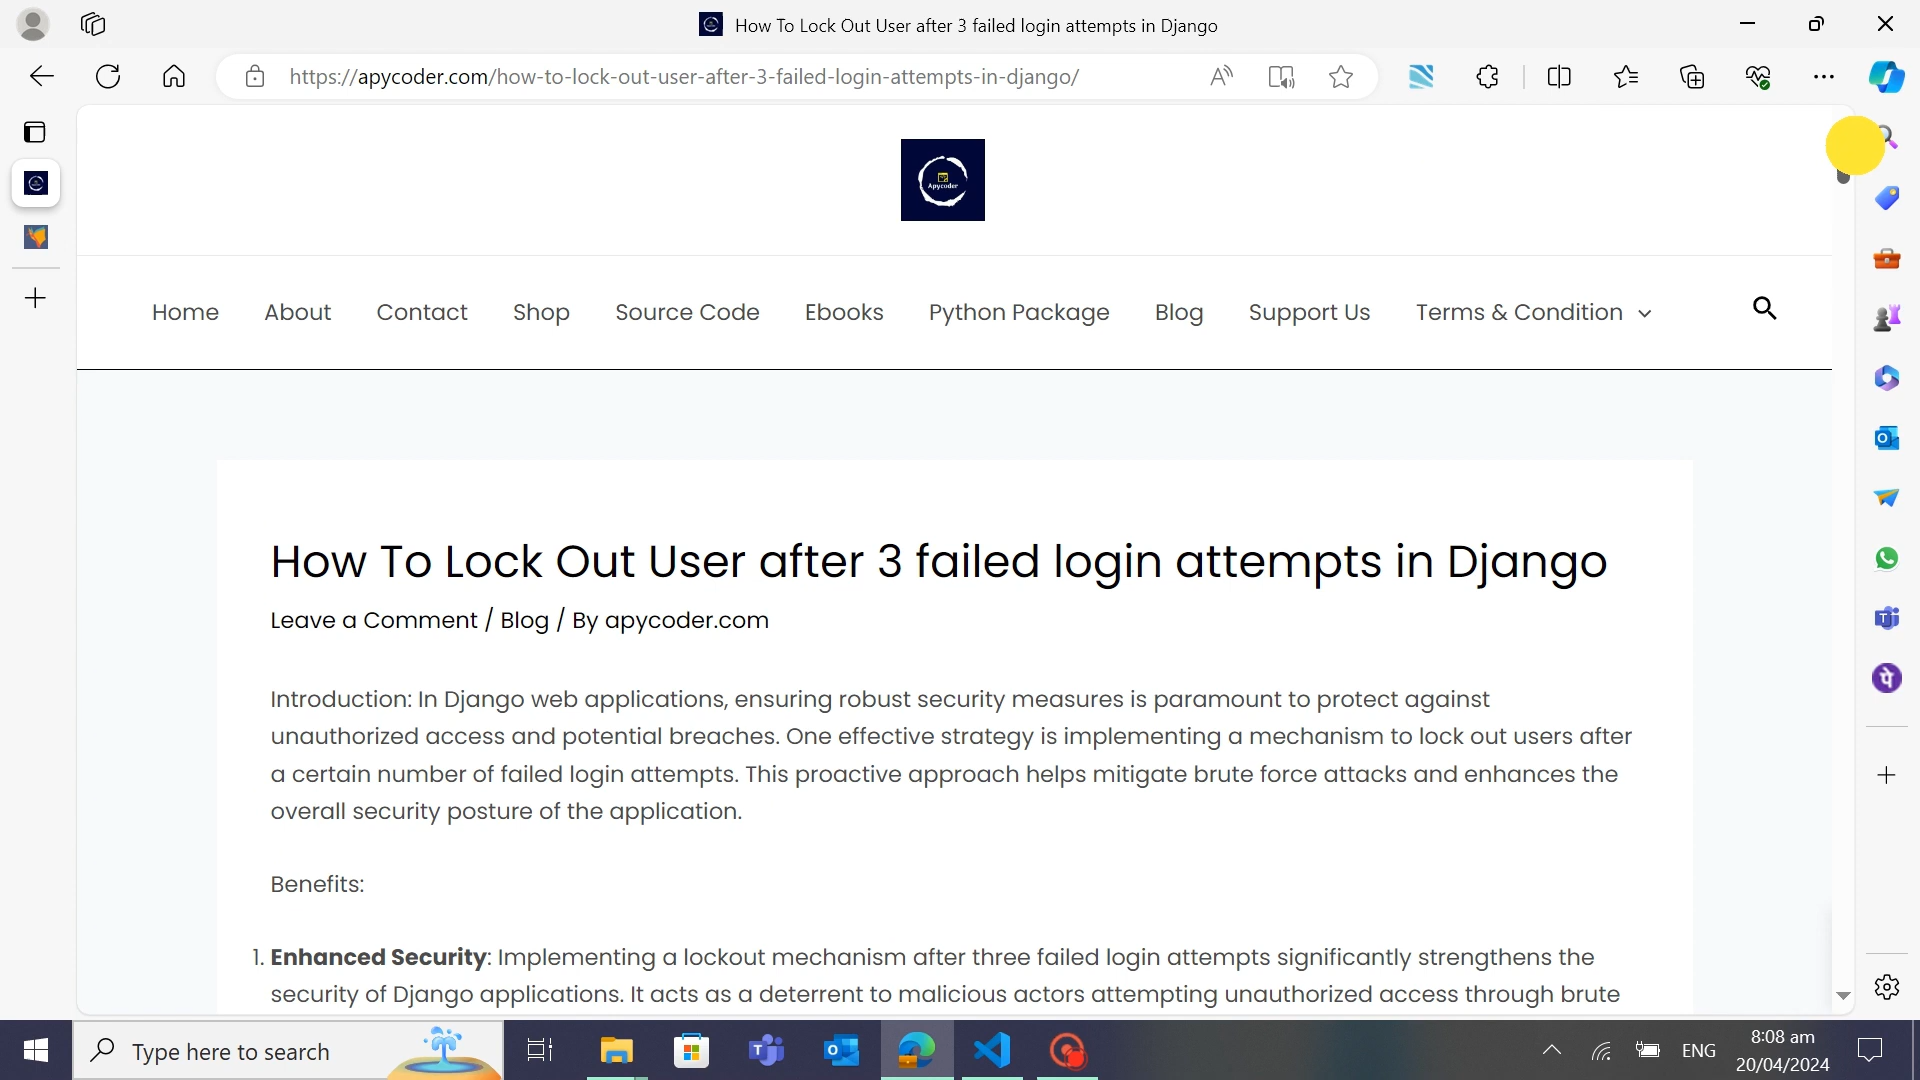 How To Lock Out User after 3 failed login attempts in Django
https://apycoder.com/how-to-lock-out-user-after-3-failed-login-attempts-in-django/
Apycoder
Home About Contact Shop Source Code Ebooks Python Package Blog Support Us Terms & Condition
How To Lock Out User after 3 failed login attempts in Django
Leave a Comment / Blog / By apycoder.com
Introduction: In Django web applications, ensuring robust security measures is paramount to protect against
unauthorized access and potential breaches. One effective strategy is implementing a mechanism to lock out users after
a certain number of failed login attempts. This proactive approach helps mitigate brute force attacks and enhances the
overall security posture of the application.
Benefits:
1. Enhanced Security: Implementing a lockout mechanism after three failed login attempts significantly strengthens the
security of Django applications. It acts as a deterrent to malicious actors attempting unauthorized access through brute
Type here to search
ENG
8:08 am
20/04/2024